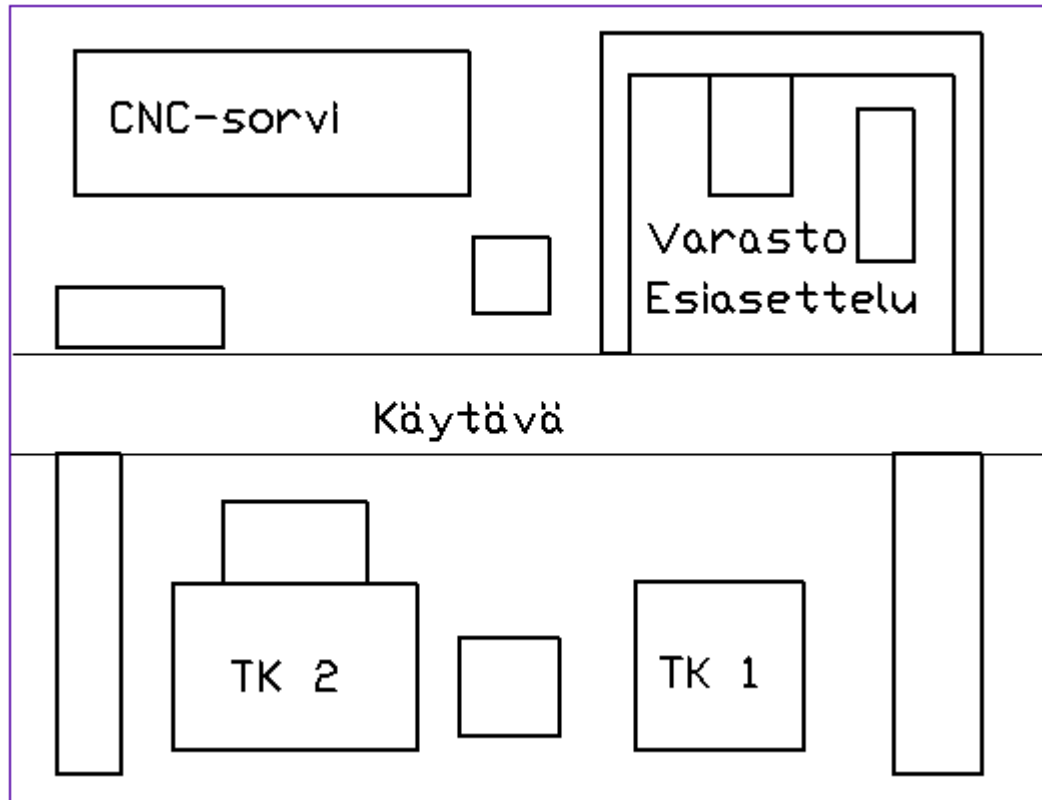 CNC-sorvi
Varasto
Esiasettelu
Käytävä
TK 2
TK 1